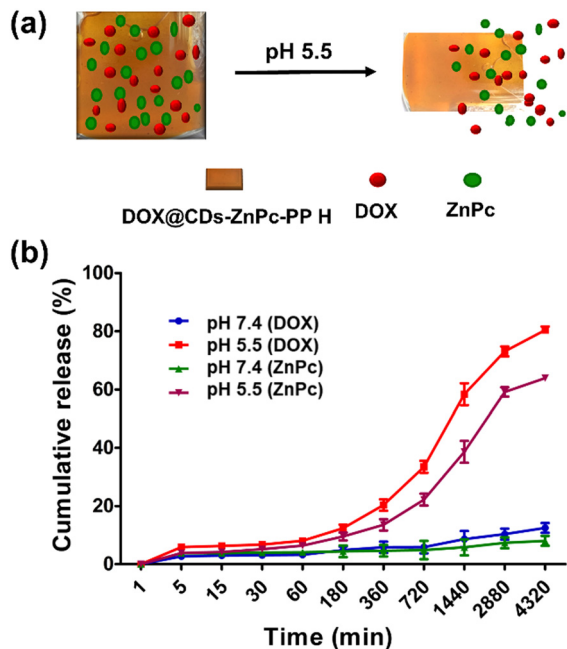 (a)
pH 5.5
DOX@CDs-ZnPc-PP H
DOX
ZnPc
(b)
100
80
60
40
20
0
Cumulative release (%)
pH 7.4 (DOX)
pH 5.5 (DOX)
pH 7.4 (ZnPc)
pH 5.5 (ZnPc)
1
5
15
30
60
180
360
720
1440
2880
4320
Time (min)